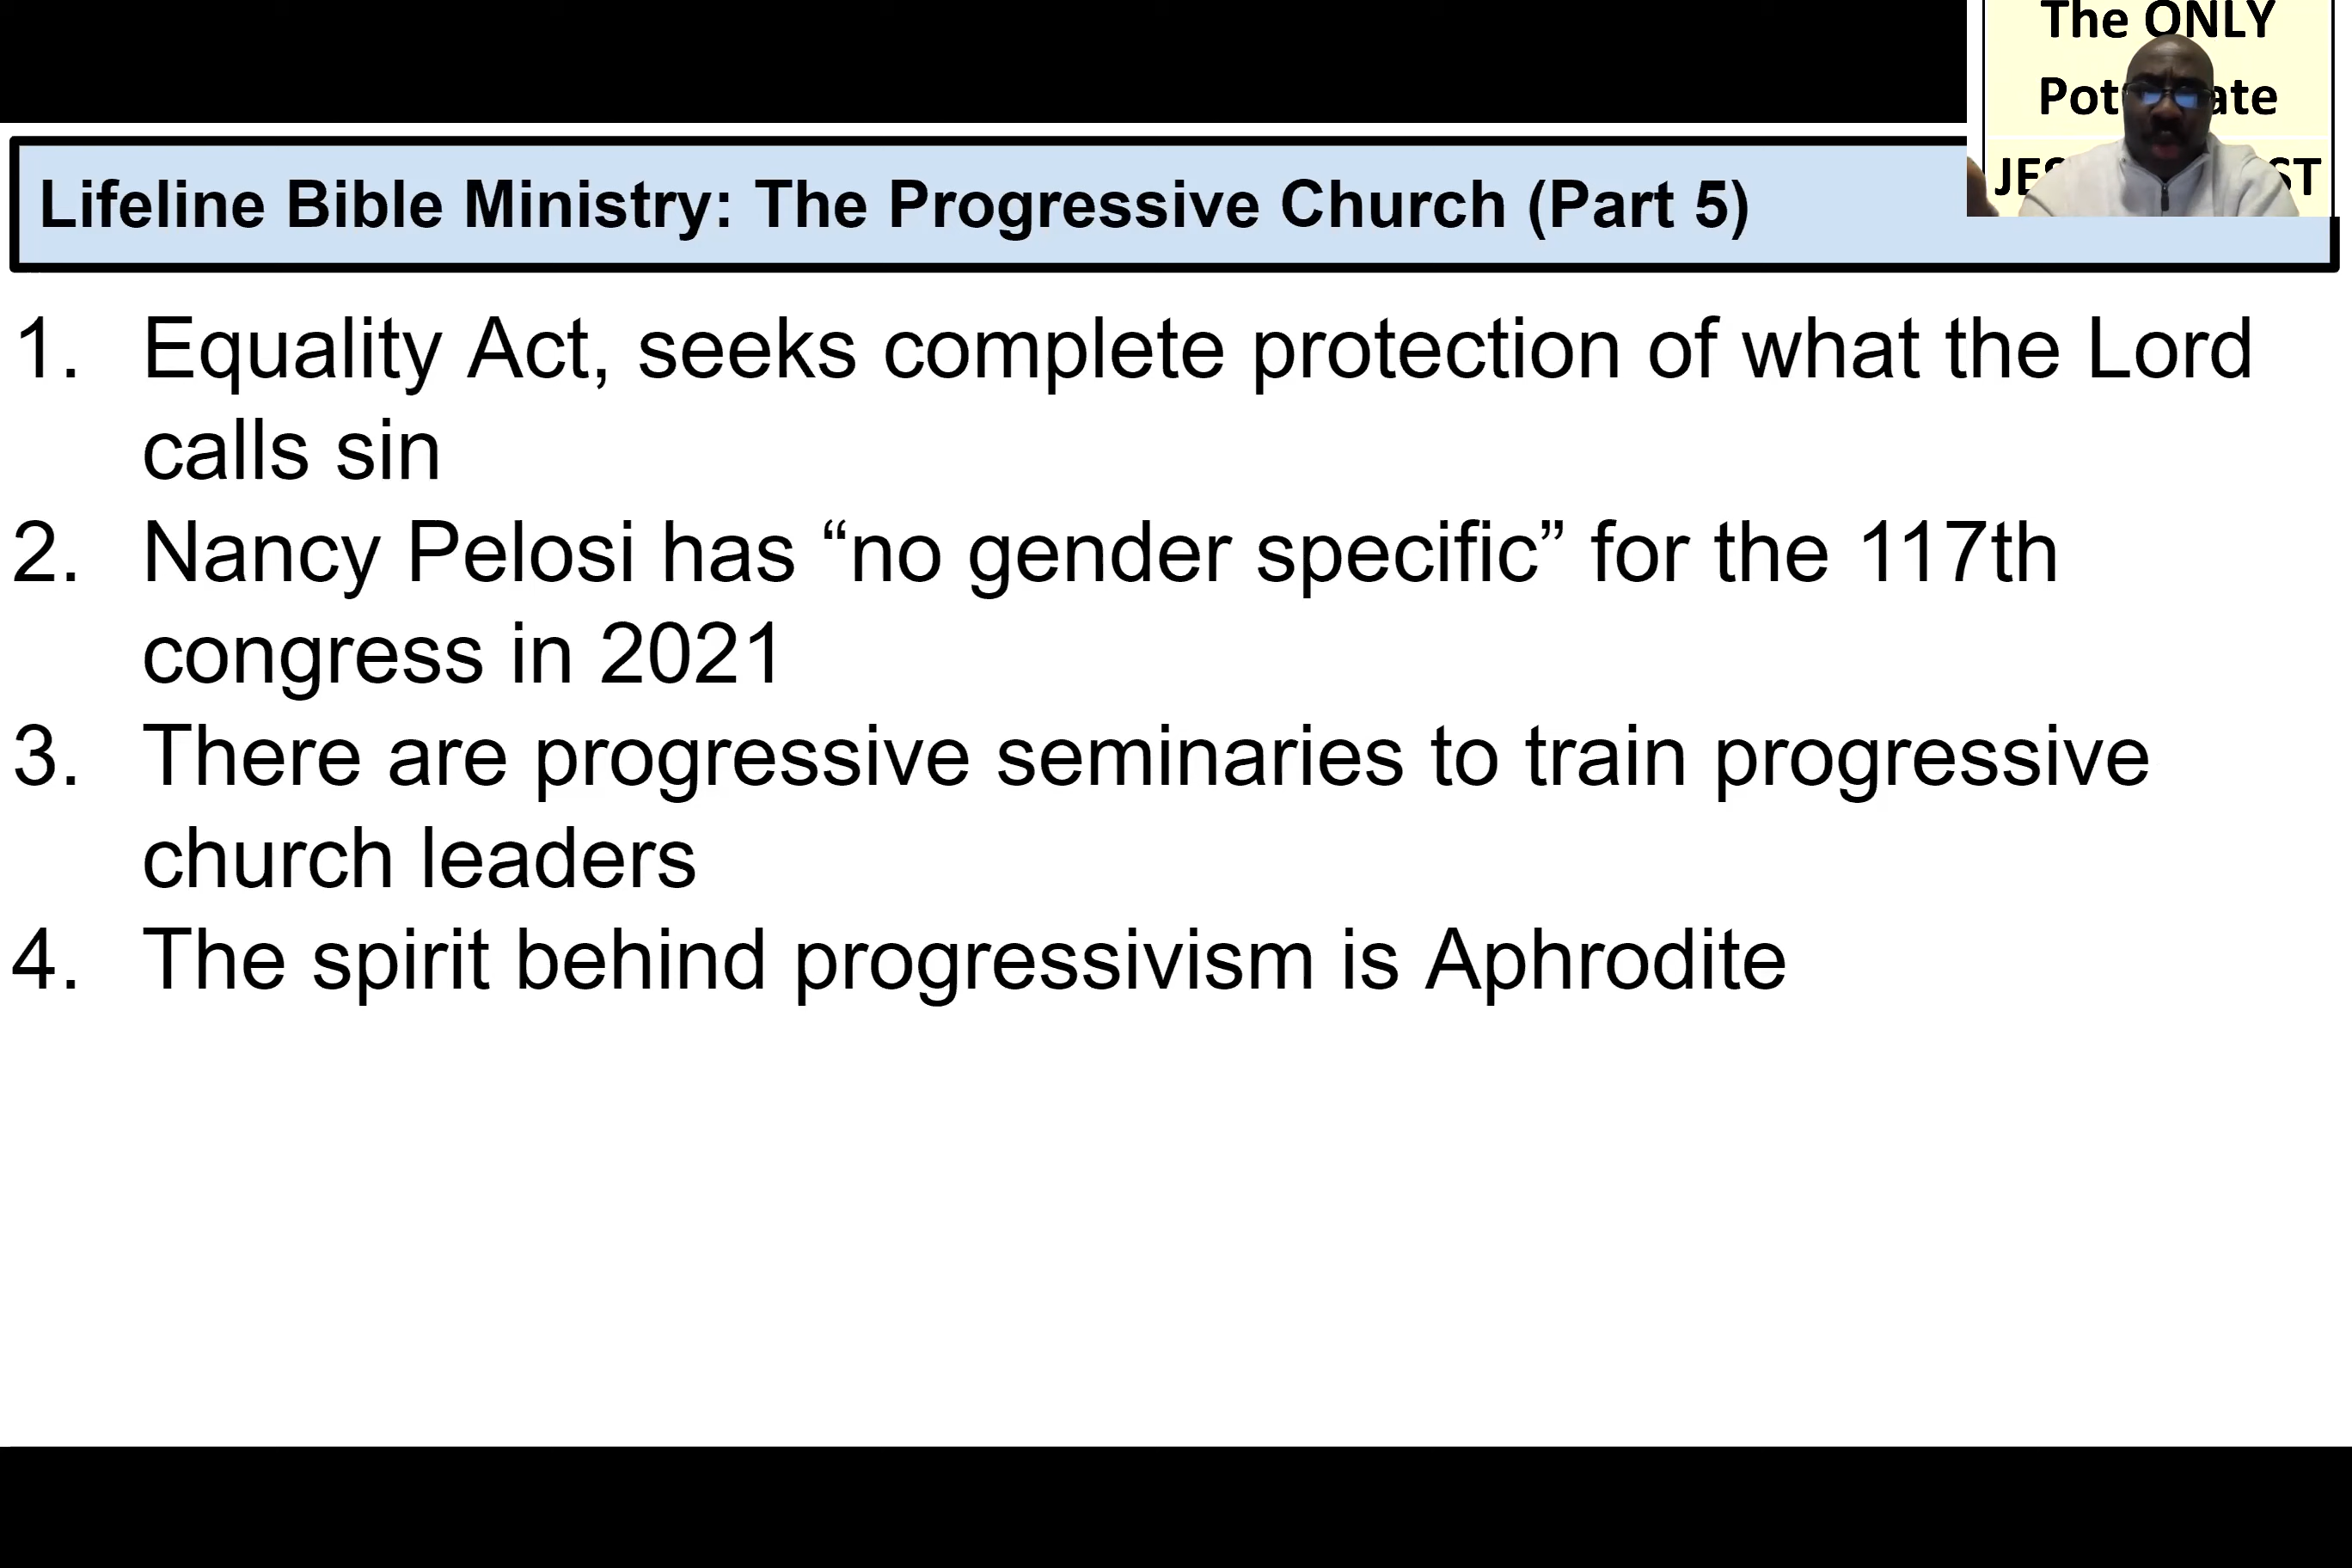 The ONLY
JE
ST
Lifeline Bible Ministry: The Progressive Church (Part 5)
1. Equality Act, seeks complete protection of what the Lord
calls sin
2. Nancy Pelosi has “no gender specific” for the 117th
congress in 2021
3. There are progressive seminaries to train progressive
church leaders
4. The spirit behind progressivism is Aphrodite